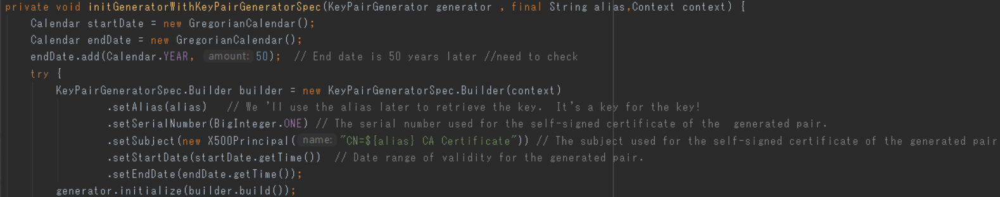 private void initGeneratorWithKeyPairGeneratorSpec(KeyPairGenerator generator , final String alias,Context context) {
Calendar startDate = new GregorianCalendar();
Calendar endDate = new GregorianCalendar();
endDate.add(Calendar.YEAR, amount: 50); // End date is 50 years later //need to check
try {
KeyPairGeneratorSpec.Builder builder = new KeyPairGeneratorSpec.Builder(context)
.setAlias(alias) // We 'll use the alias later to retrieve the key. It's a key for the key!
.setSerialNumber(BigInteger.ONE) // The serial number used for the self-signed certificate of the generated pair.
.setSubject(new X500Principal( name: "CN=${alias} CA Certificate")) // The subject used for the self-signed certificate of the generated pair
.setStartDate(startDate.getTime()) // Date range of validity for the generated pair.
.setEndDate(endDate.getTime());
generator.initialize(builder.build());